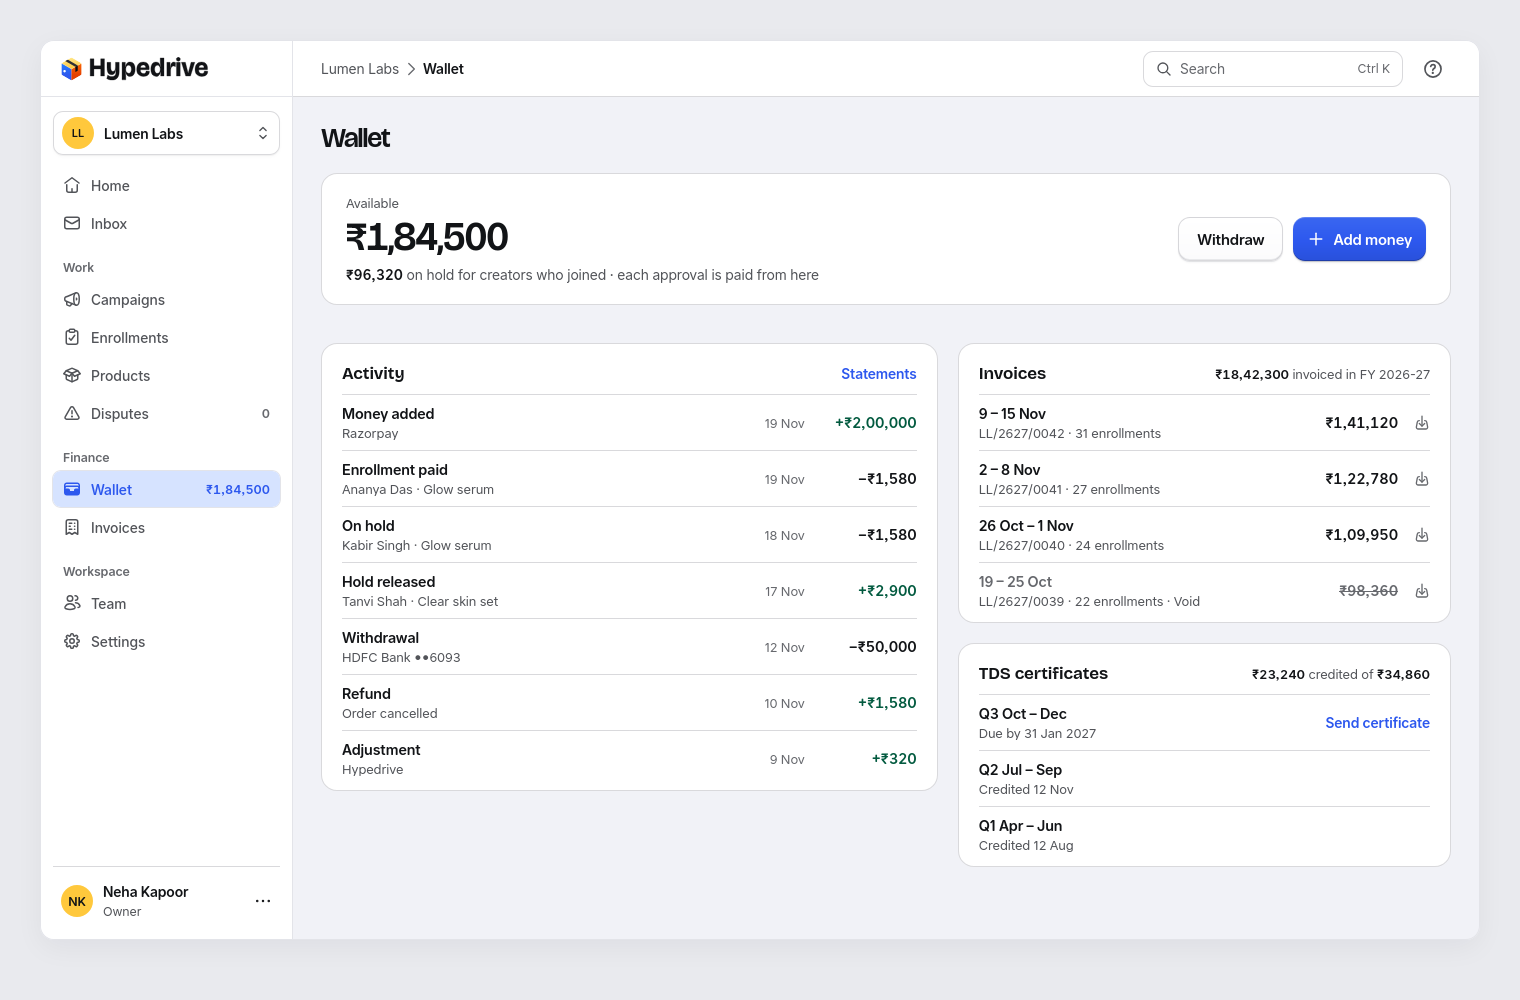 Hypedrive
Lumen Labs > Wallet
Search
Ctrl K
LL
Lumen Labs
Home
Inbox
Work
Campaigns
Enrollments
Products
Disputes
0
Finance
Wallet
₹1,84,500
Invoices
Workspace
Team
Settings
NK
Neha Kapoor
Owner
Wallet
Available
₹1,84,500
₹96,320 on hold for creators who joined · each approval is paid from here
Withdraw
+ Add money
Activity
Statements
Money added
Razorpay
19 Nov
+₹2,00,000
Enrollment paid
Ananya Das · Glow serum
19 Nov
−₹1,580
On hold
Kabir Singh · Glow serum
18 Nov
−₹1,580
Hold released
Tanvi Shah · Clear skin set
17 Nov
+₹2,900
Withdrawal
HDFC Bank ••6093
12 Nov
−₹50,000
Refund
Order cancelled
10 Nov
+₹1,580
Adjustment
Hypedrive
9 Nov
+₹320
Invoices
₹18,42,300 invoiced in FY 2026-27
9 – 15 Nov
LL/2627/0042 · 31 enrollments
₹1,41,120
2 – 8 Nov
LL/2627/0041 · 27 enrollments
₹1,22,780
26 Oct – 1 Nov
LL/2627/0040 · 24 enrollments
₹1,09,950
19 – 25 Oct
LL/2627/0039 · 22 enrollments · Void
₹98,360
TDS certificates
₹23,240 credited of ₹34,860
Q3 Oct – Dec
Due by 31 Jan 2027
Send certificate
Q2 Jul – Sep
Credited 12 Nov
Q1 Apr – Jun
Credited 12 Aug